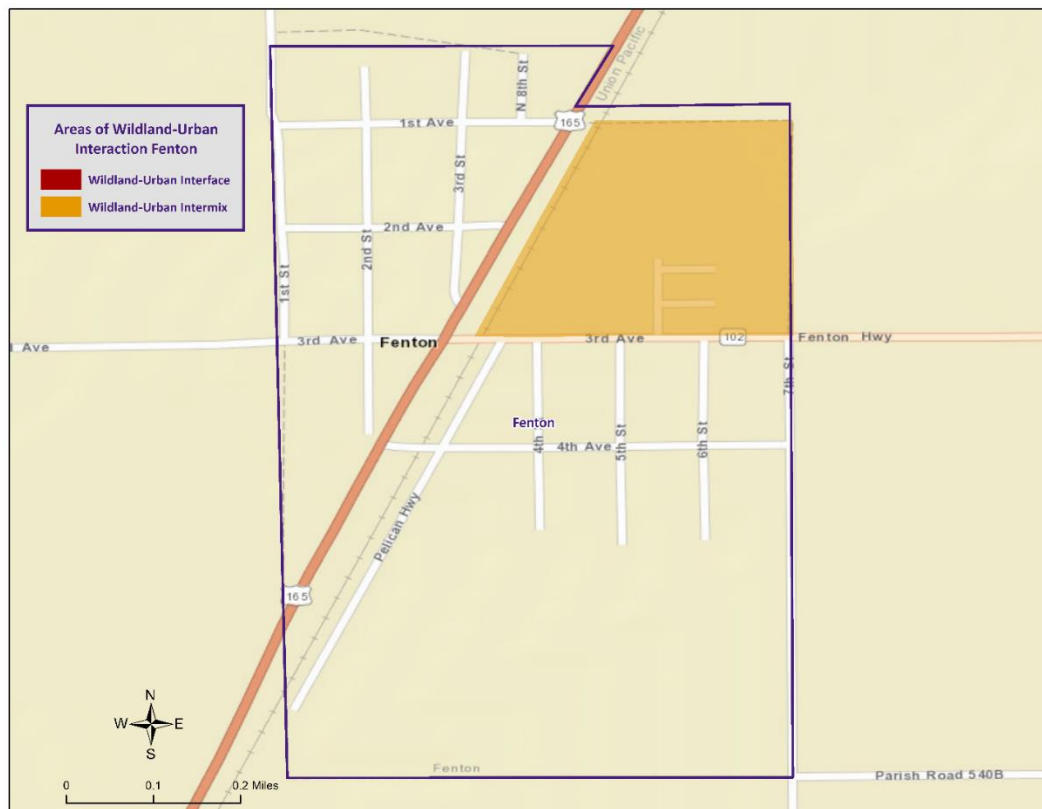 Union Pacific
N 8th St
1st Ave
165
3rd St
Areas of Wildland-Urban
Interaction Fenton
Wildland-Urban Interface
Wildland-Urban Intermix
2nd Ave
2nd St
1st St
3rd Ave
Fenton
3rd Ave
102
Fenton Hwy
7th St
Fenton
4th
4th Ave
5th St
6th St
Pelican Hwy
165
N
W E
S
0 0.1 0.2 Miles
Fenton
Parish Road 540B